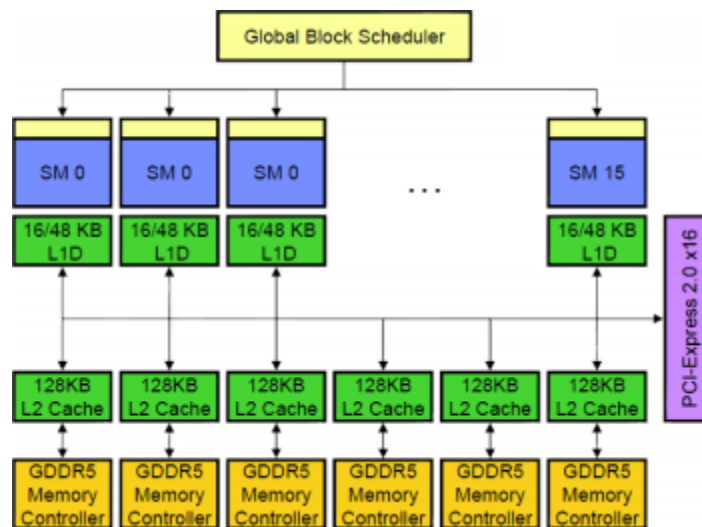 Global Block Scheduler
SM 0
SM 0
SM 0
...
SM 15
16/48 KB
L1D
16/48 KB
L1D
16/48 KB
L1D
16/48 KB
L1D
PCI-Express 2.0 x16
128KB
L2 Cache
128KB
L2 Cache
128KB
L2 Cache
128KB
L2 Cache
128KB
L2 Cache
128KB
L2 Cache
GDDR5
Memory
Controller
GDDR5
Memory
Controller
GDDR5
Memory
Controller
GDDR5
Memory
Controller
GDDR5
Memory
Controller
GDDR5
Memory
Controller